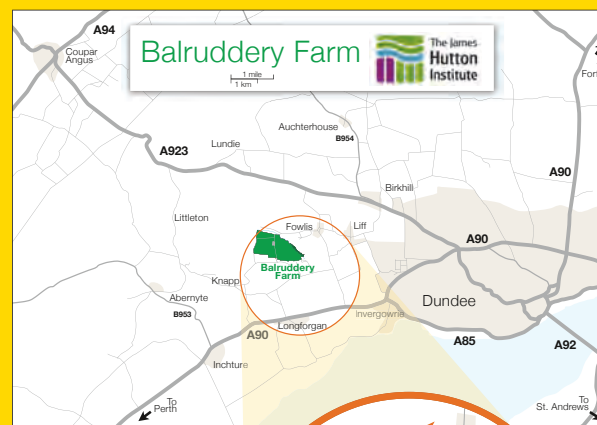 A94
Balruddery Farm
The James
Hutton
Institute
1 mile
1 km
Coupar
Angus
Auchterhouse
B954
A923
Lundie
A90
Birkhill
Littleton
Fowlis
Liff
A90
Balruddery
Farm
Knapp
Abernyte
B953
Dundee
Invergowrie
A90
Longforgan
A85
A92
Inchture
To
Perth
To
St. Andrews